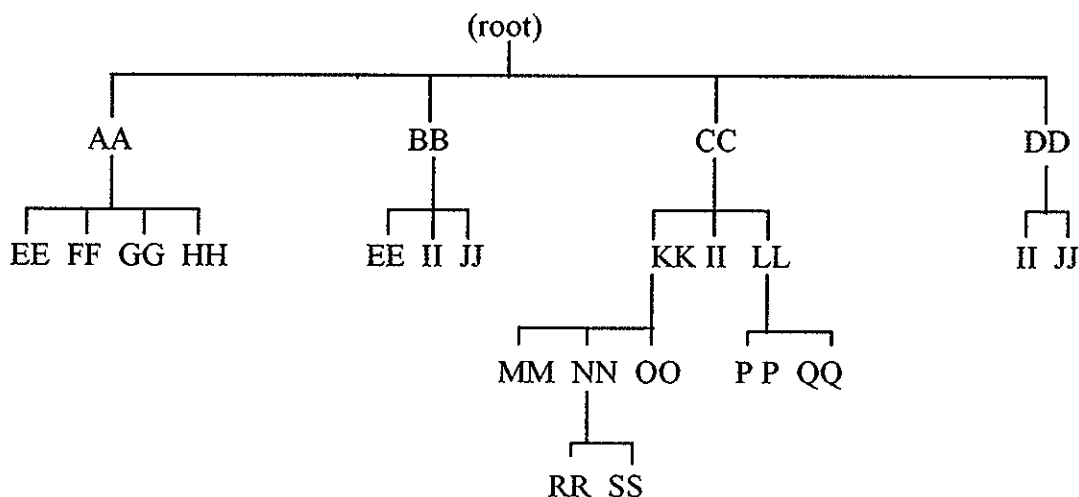 (root)
AA BB CC DD
EE FF GG HH EE II JJ KK II LL II JJ
MM NN OO P P QQ
RR SS